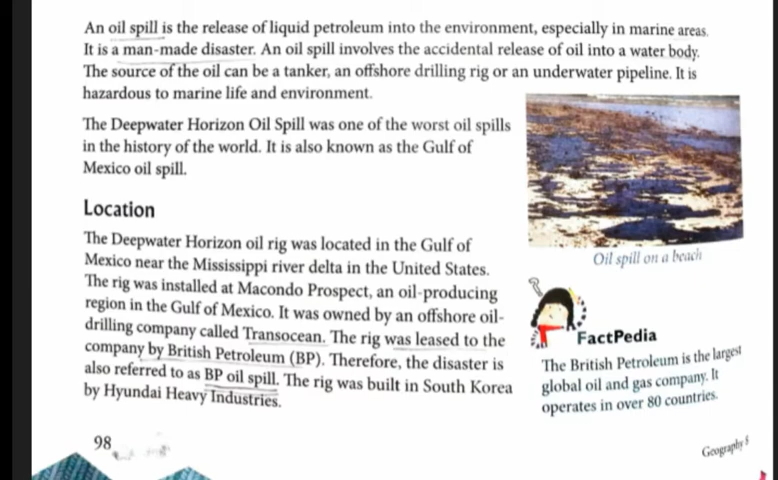 An oil spill is the release of liquid petroleum into the environment, especially in marine areas.
It is a man-made disaster. An oil spill involves the accidental release of oil into a water body.
The source of the oil can be a tanker, an offshore drilling rig or an underwater pipeline. It is
hazardous to marine life and environment.
The Deepwater Horizon Oil Spill was one of the worst oil spills
in the history of the world. It is also known as the Gulf of
Mexico oil spill.
Location
The Deepwater Horizon oil rig was located in the Gulf of
Mexico near the Mississippi river delta in the United States.
The rig was installed at Macondo Prospect, an oil-producing
region in the Gulf of Mexico. It was owned by an offshore oil-
drilling company called Transocean. The rig was leased to the
company by British Petroleum (BP). Therefore, the disaster is
also referred to as BP oil spill. The rig was built in South Korea
by Hyundai Heavy Industries.
Oil spill on a beach
FactPedia
The British Petroleum is the largest
global oil and gas company. It
operates in over 80 countries.
98
Geography 8